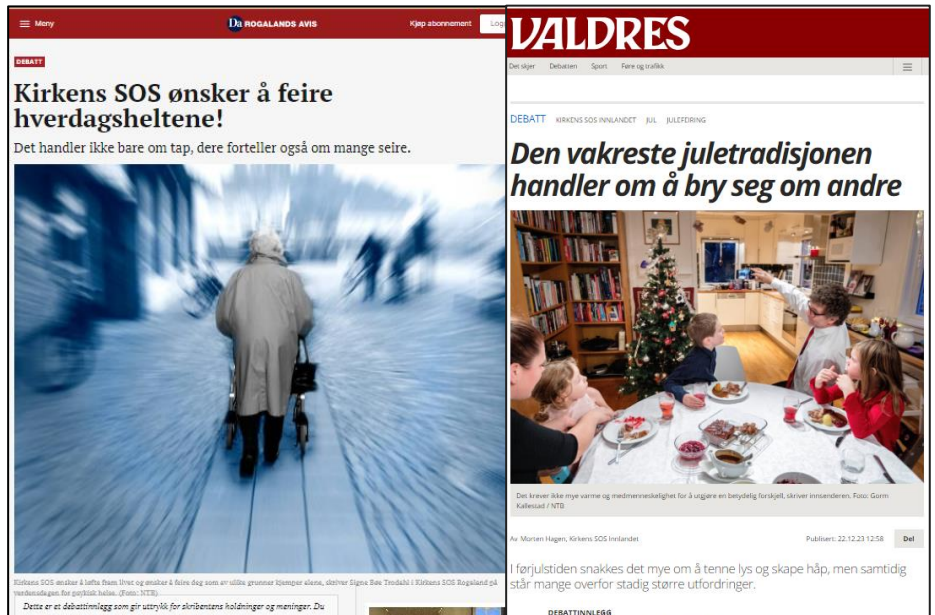 Meny
Da ROGALANDS AVIS
Kjøp abonnement
Log
DEBATT
Kirkens SOS ønsker å feire
hverdagsheltene!
Det handler ikke bare om tap, dere forteller også om mange seire.
Kirkens SOS ønsker å løfte frem livet og ønsker å feire deg som av ulike grunner kjemper alene, skriver Signe Bøe Trodahl i Kirkens SOS Rogaland på
verdensdagen for psykisk helse. (Foto: NTB)
Dette er et debattinnlegg som gir uttrykk for skribentens holdninger og meninger. Du
VALDRES
Det skjer Debatten Sport Føre og trafikk
DEBATT KIRKENS SOS INNLANDET JUL JULEFEIRING
Den vakreste juletradisjonen
handler om å bry seg om andre
Det krever ikke mye varme og medmenneskelighet for å utgjøre en betydelig forskjell, skriver innsenderen. Foto: Gorm
Kallestad / NTB
Av Morten Hagen, Kirkens SOS Innlandet
Publisert: 22.12.23 12:58
Del
I førjulstiden snakkes det mye om å tenne lys og skape håp, men samtidig
står mange overfor stadig større utfordringer.
DEBATTINNLEGG